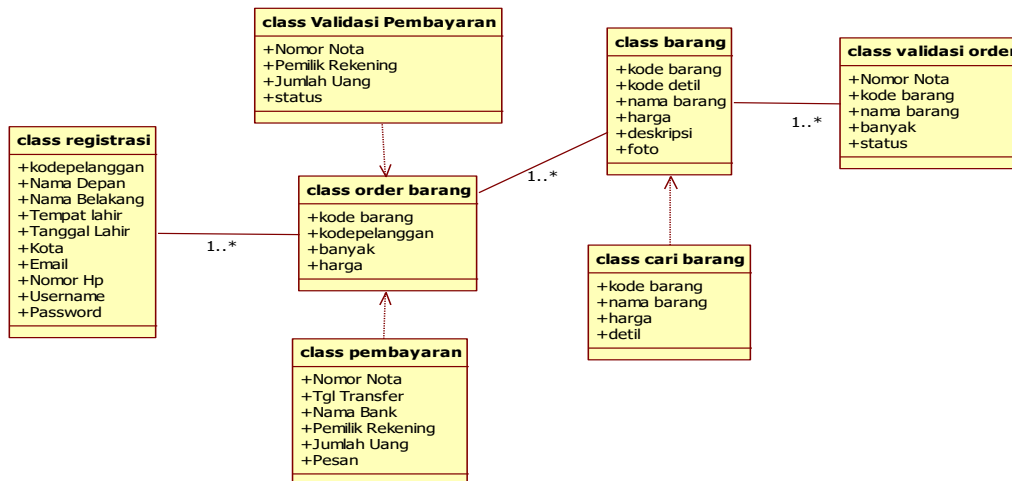 class Validasi Pembayaran
+Nomor Nota
+Pemilik Rekening
+Jumlah Uang
+status
class barang
+kode barang
+kode detil
+nama barang
+harga
+deskripsi
+foto
class validasi order
+Nomor Nota
+kode barang
+nama barang
+banyak
+status
1..*
class registrasi
+kodepelanggan
+Nama Depan
+Nama Belakang
+Tempat lahir
+Tanggal Lahir
+Kota
+Email
+Nomor Hp
+Username
+Password
1..*
class order barang
+kode barang
+kodepelanggan
+banyak
+harga
1..*
class cari barang
+kode barang
+nama barang
+harga
+detil
class pembayaran
+Nomor Nota
+Tgl Transfer
+Nama Bank
+Pemilik Rekening
+Jumlah Uang
+Pesan